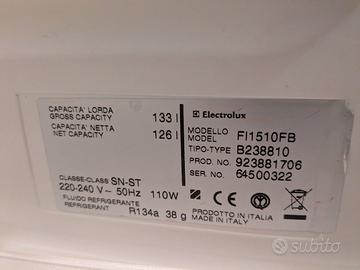 CAPACITA' LORDA
GROSS CAPACITY 133 l
CAPACITA' NETTA
NET CAPACITY 126 l
CLASSE-CLASS SN-ST
220-240 V ~ 50Hz 110W
FLUIDO REFRIGERANTE
REFRIGERANT R134a 38 g
Electrolux
MODELLO
MODEL FI1510FB
TIPO-TYPE B238810
PROD. NO. 923881706
SER.NO. 64500322
PRODOTTO IN ITALIA
MADE IN ITALY
subito